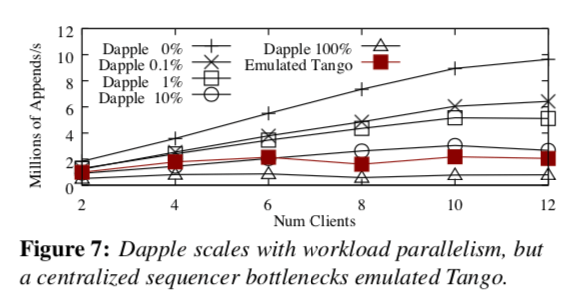 12
10
8
6
4
2
0
Millions of Appends/s
Dapple 0%
Dapple 0.1%
Dapple 1%
Dapple 10%
Dapple 100%
Emulated Tango
2 4 6 8 10 12
Num Clients
Figure 7: Dapple scales with workload parallelism, but
a centralized sequencer bottlenecks emulated Tango.